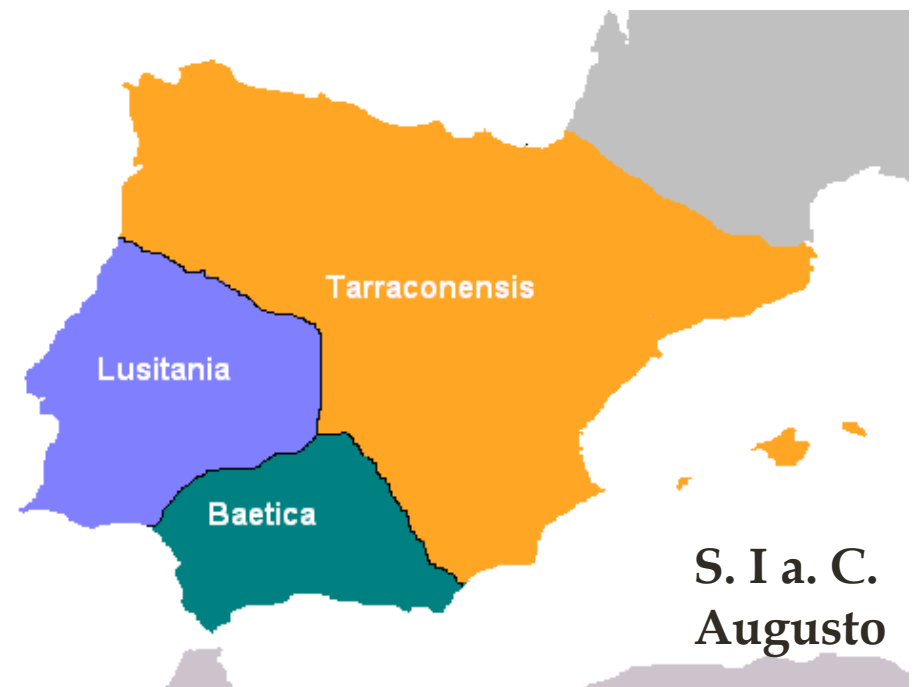 Tarraconensis
Lusitania
Baetica
S. I a. C.
Augusto